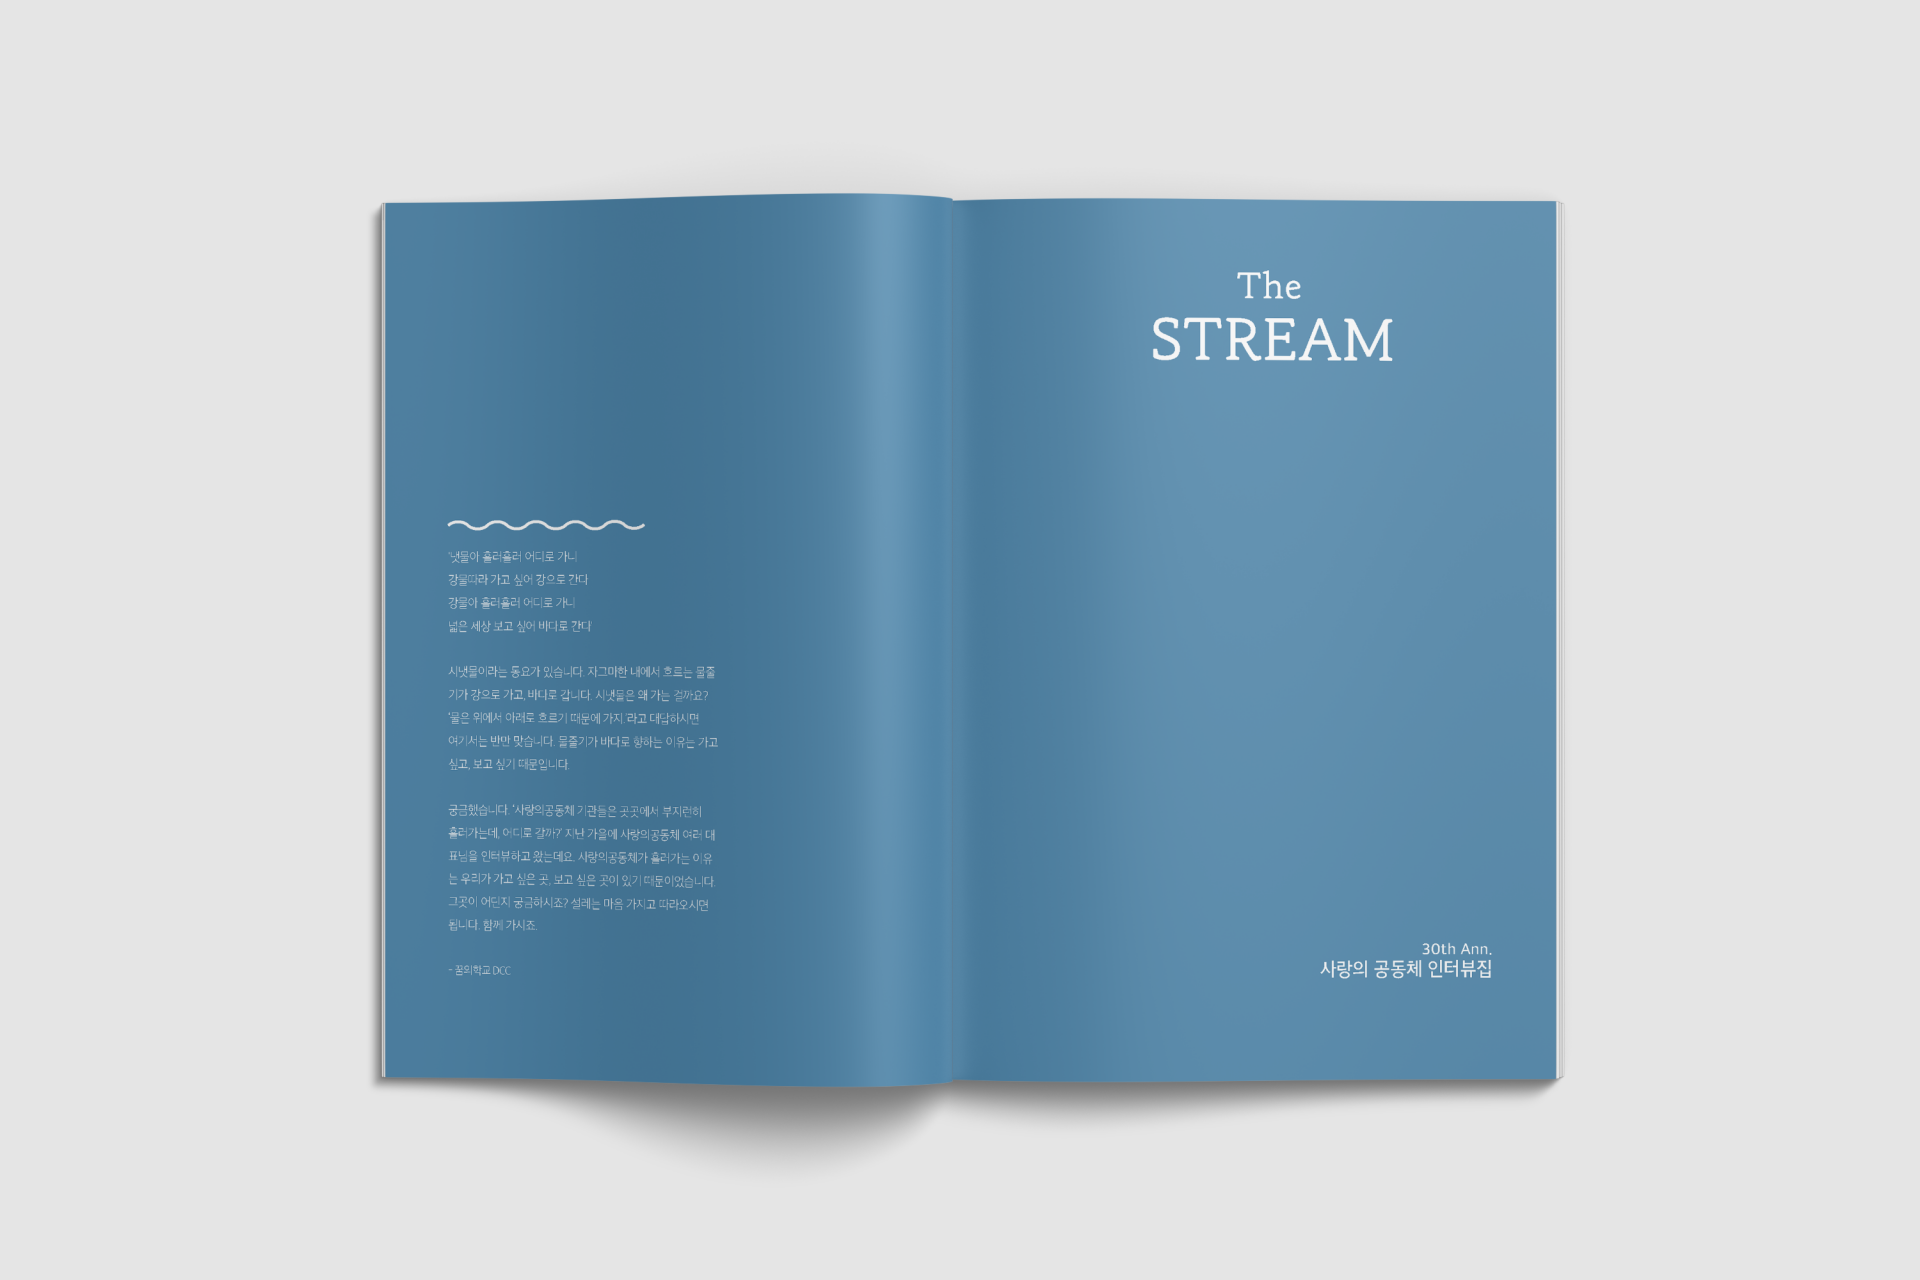 '냇물아 흘러흘러 어디로 가니
강물따라 가고 싶어 강으로 간다
강물아 흘러흘러 어디로 가니
넓은 세상 보고 싶어 바다로 간다'
시냇물이라는 동요가 있습니다. 자그마한 내에서 흐르는 물줄
기가 강으로 가고, 바다로 갑니다. 시냇물은 왜 가는 걸까요?
'물은 위에서 아래로 흐르기 때문에 가지.'라고 대답하시면
여기서는 반만 맞습니다. 물줄기가 바다로 향하는 이유는 가고
싶고, 보고 싶기 때문입니다.
궁금했습니다. '사랑의공동체 기관들은 곳곳에서 부지런히
흘러가는데, 어디로 갈까?' 지난 가을에 사랑의공동체 여러 대
표님을 인터뷰하고 왔는데요. 사랑의공동체가 흘러가는 이유
는 우리가 가고 싶은 곳, 보고 싶은 곳이 있기 때문이었습니다.
그곳이 어딘지 궁금하시죠? 설레는 마음 가지고 따라오시면
됩니다. 함께 가시죠.
- 꿈의학교 DCC
The
STREAM
30th Ann.
사랑의 공동체 인터뷰집